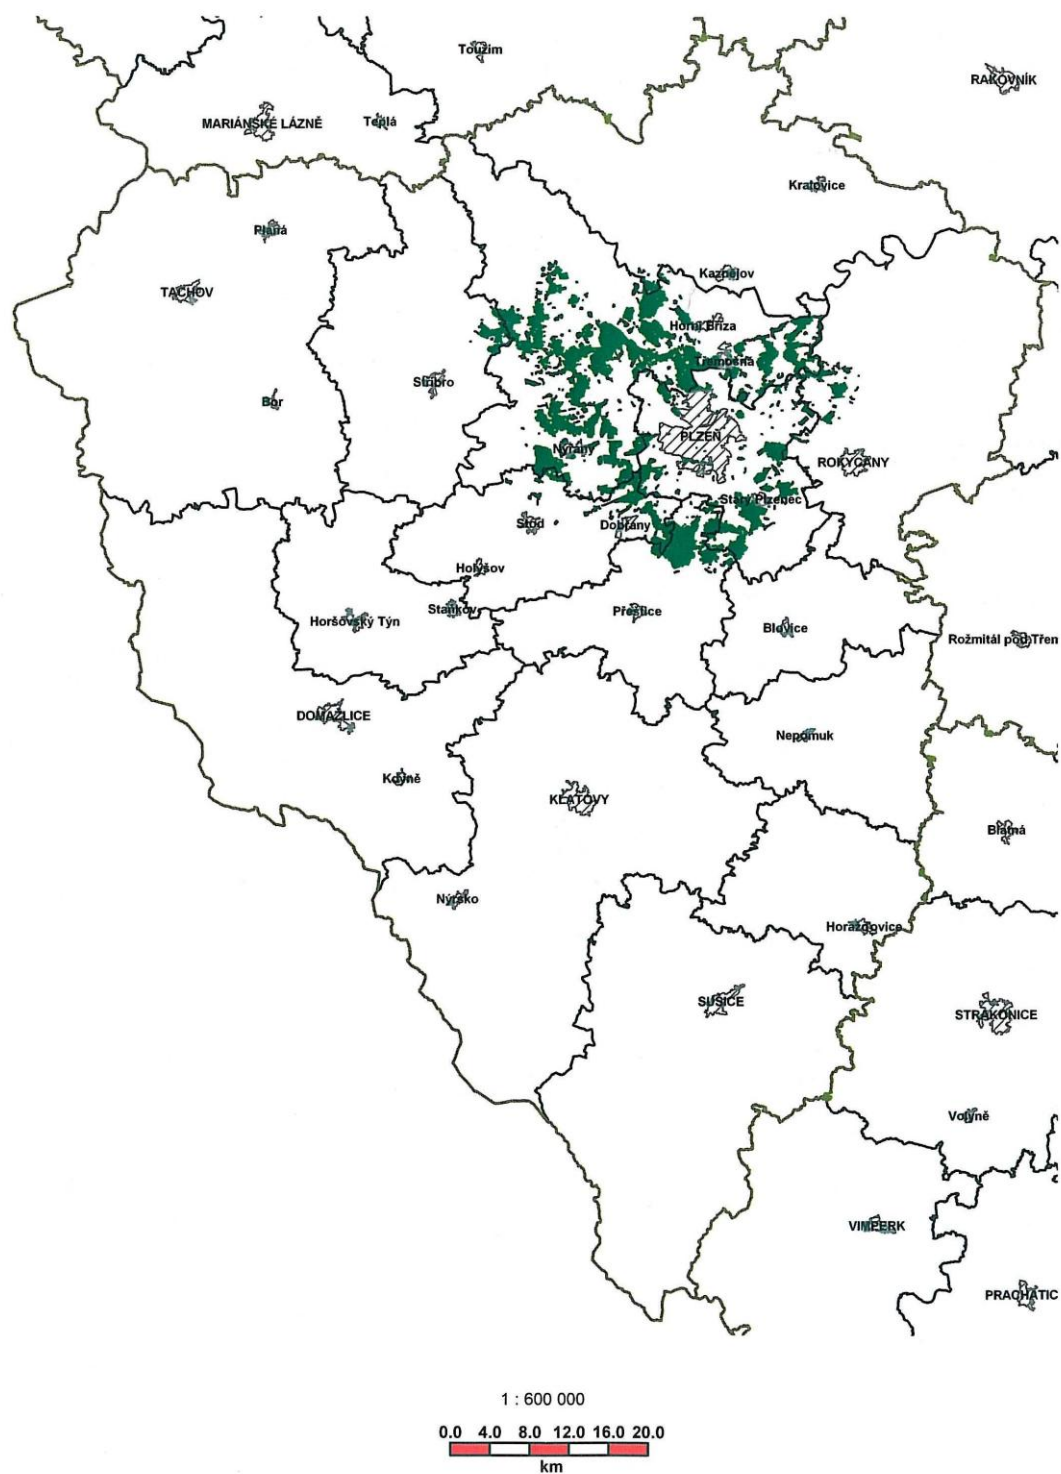 Toužim
RAKOVNÍK
MARIÁNSKÉ LÁZNĚ
Teplá
Kralovice
Planá
Kaznějov
TACHOV
Horní Bříza
Třemošná
Stříbro
Bor
PLZEŇ
Nýřany
ROKYCANY
Starý Plzenec
Stod
Dobřany
Holýšov
Staňkov
Přeštice
Horšovský Týn
Blovice
Rožmitál pod Třem
DOMAŽLICE
Nepomuk
Kdyně
KLATOVY
Blatná
Nýrsko
Horažďovice
SUŠICE
STRAKONICE
Volyně
VIMPERK
PRACHATIC
1 : 600 000
0.0 4.0 8.0 12.0 16.0 20.0
km